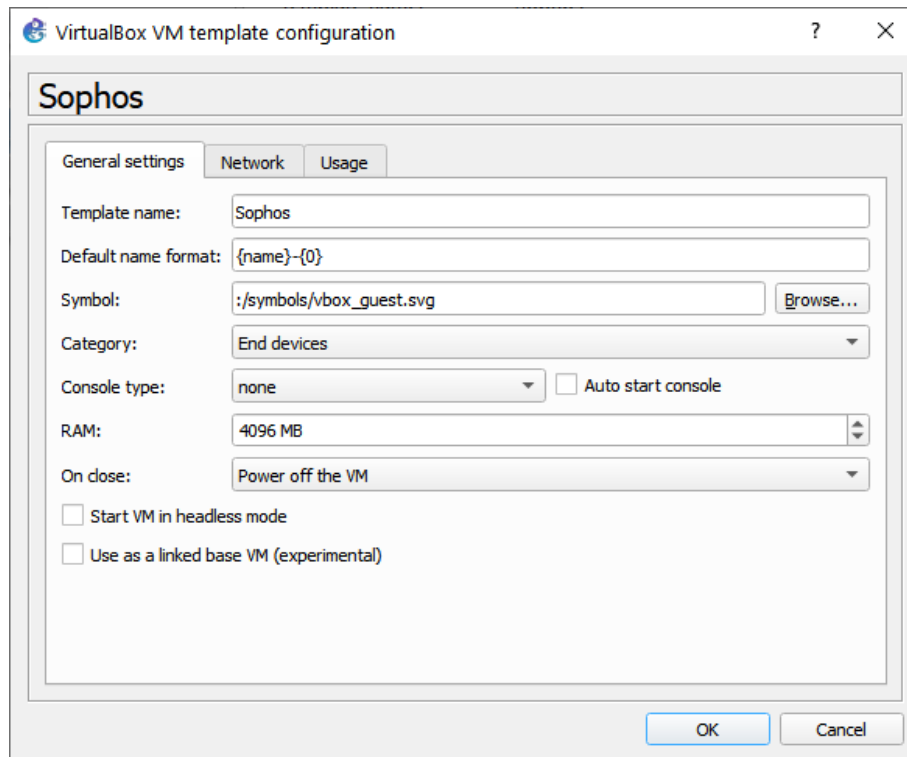 VirtualBox VM template configuration ?
Sophos
General settings Network Usage
Template name: Sophos
Default name format: {name}-{0}
Symbol: :/symbols/vbox_guest.svg Browse...
Category: End devices
Console type: none Auto start console
RAM: 4096 MB
On close: Power off the VM
Start VM in headless mode
Use as a linked base VM (experimental)
OK Cancel